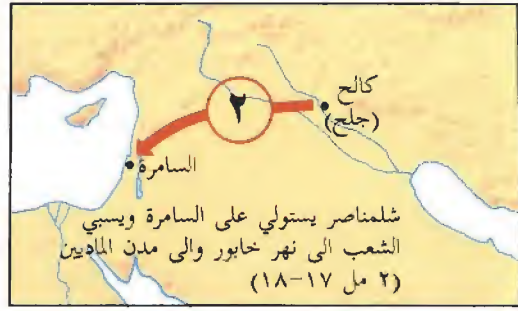 كالح
(جلح)
٢
السامرة
شلمناصر يستولي على السامرة ويسبي
الشعب الى نهر خابور والى مدن الماديين
(٢ مل ١٧–١٨)